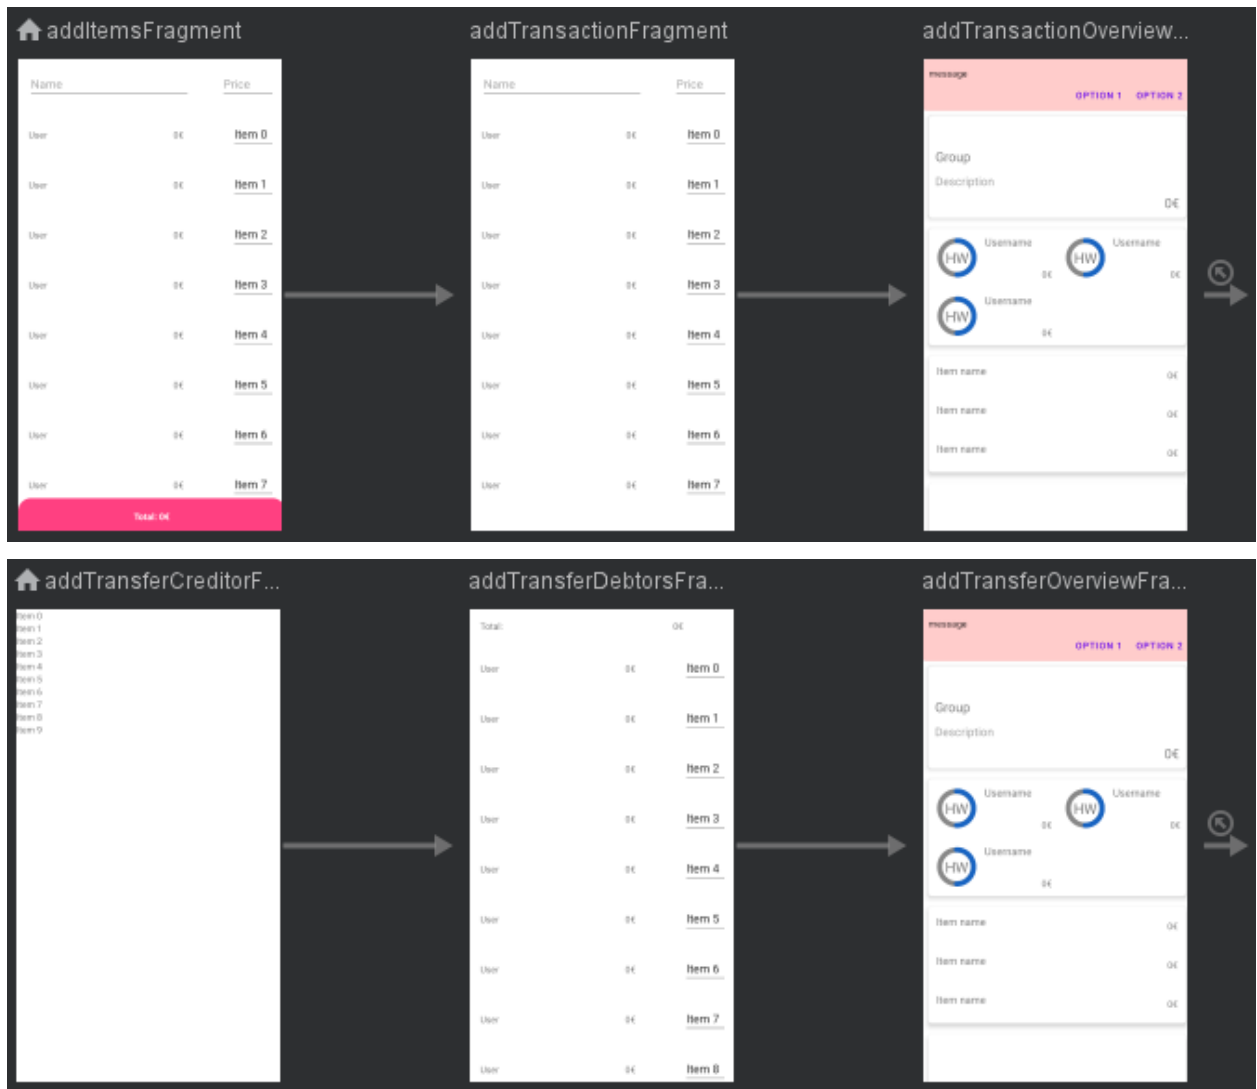 addItemsFragment
Name Price
User 0€ Item 0
User 0€ Item 1
User 0€ Item 2
User 0€ Item 3
User 0€ Item 4
User 0€ Item 5
User 0€ Item 6
User 0€ Item 7
Total: 0€
addTransactionFragment
Name Price
User 0€ Item 0
User 0€ Item 1
User 0€ Item 2
User 0€ Item 3
User 0€ Item 4
User 0€ Item 5
User 0€ Item 6
User 0€ Item 7
addTransactionOverview...
message
OPTION 1 OPTION 2
Group
Description
0€
HW Username 0€
HW Username 0€
HW Username 0€
Item name 0€
Item name 0€
Item name 0€
addTransferCreditorF...
Item 0
Item 1
Item 2
Item 3
Item 4
Item 5
Item 6
Item 7
Item 8
Item 9
addTransferDebtorsFra...
Total: 0€
User 0€ Item 0
User 0€ Item 1
User 0€ Item 2
User 0€ Item 3
User 0€ Item 4
User 0€ Item 5
User 0€ Item 6
User 0€ Item 7
User 0€ Item 8
addTransferOverviewFra...
message
OPTION 1 OPTION 2
Group
Description
0€
HW Username 0€
HW Username 0€
HW Username 0€
Item name 0€
Item name 0€
Item name 0€